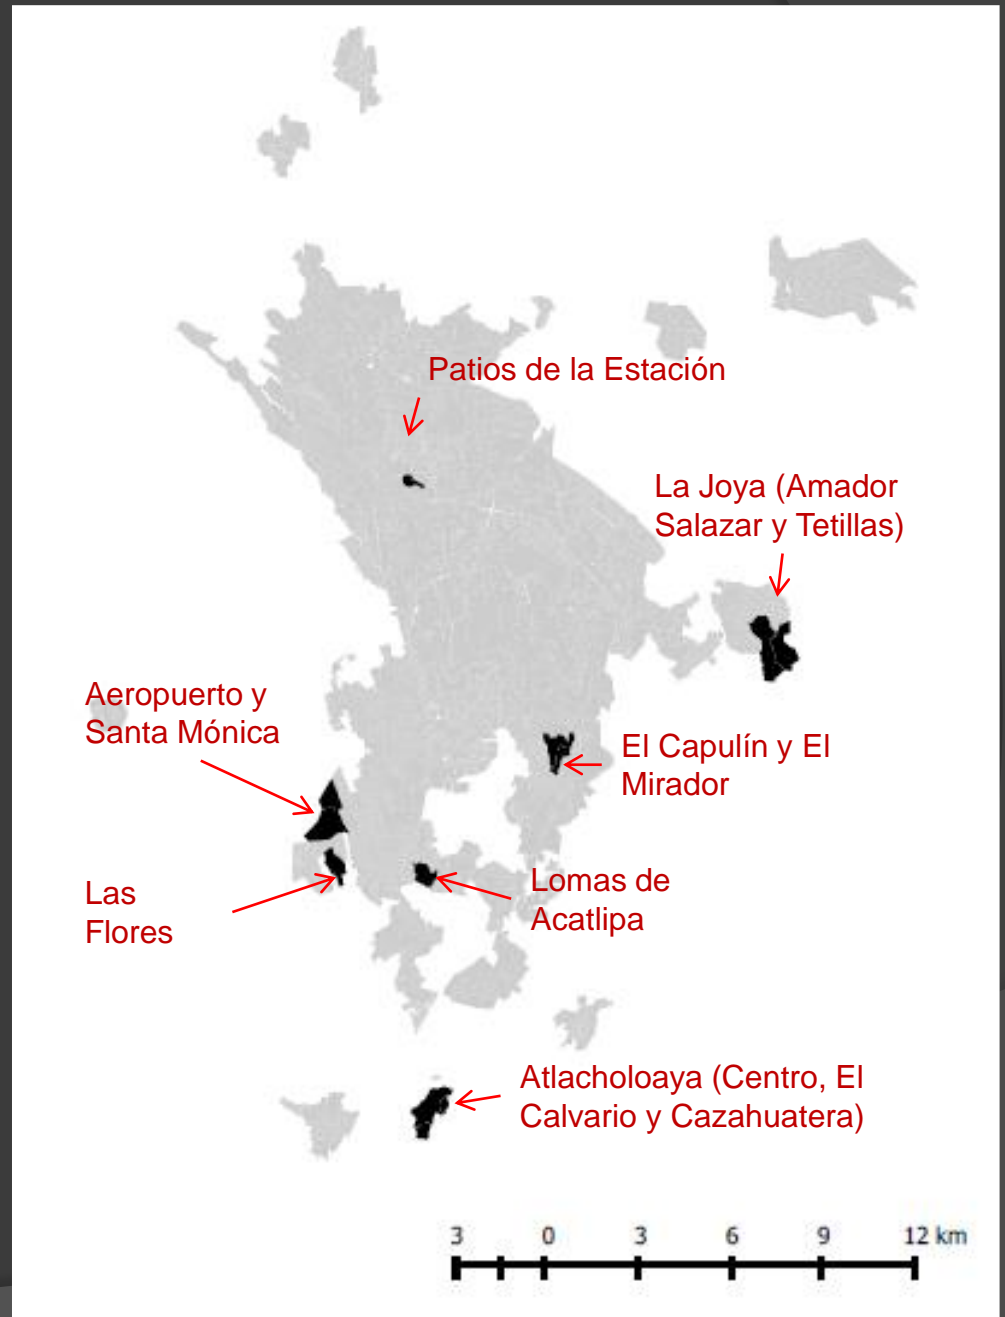 Patios de la Estación
La Joya (Amador
Salazar y Tetillas)
Aeropuerto y
Santa Mónica
El Capulín y El
Mirador
Las
Flores
Lomas de
Acatlipa
Atlacholoaya (Centro, El
Calvario y Cazahuatera)
3 0 3 6 9 12 km